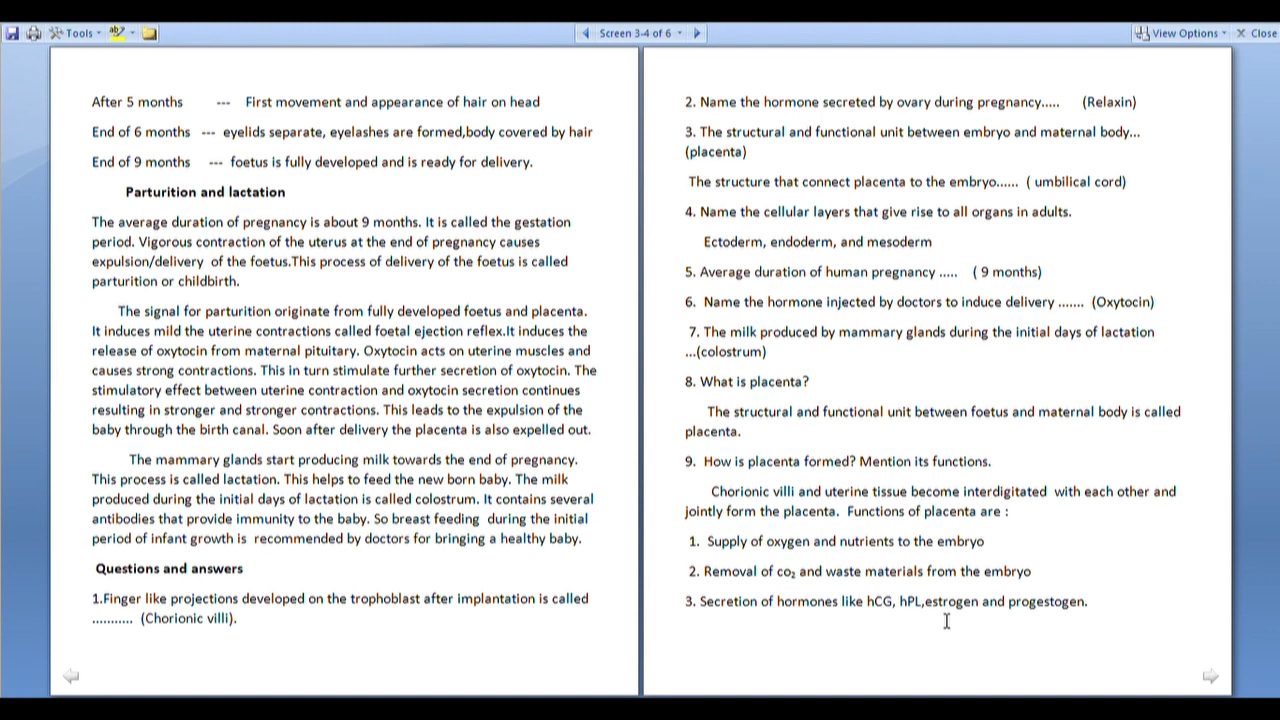 Tools
Screen 3-4 of 6
View Options
Close
After 5 months --- First movement and appearance of hair on head
End of 6 months --- eyelids separate, eyelashes are formed,body covered by hair
End of 9 months --- foetus is fully developed and is ready for delivery.
Parturition and lactation
The average duration of pregnancy is about 9 months. It is called the gestation
period. Vigorous contraction of the uterus at the end of pregnancy causes
expulsion/delivery of the foetus.This process of delivery of the foetus is called
parturition or childbirth.
The signal for parturition originate from fully developed foetus and placenta.
It induces mild the uterine contractions called foetal ejection reflex.It induces the
release of oxytocin from maternal pituitary. Oxytocin acts on uterine muscles and
causes strong contractions. This in turn stimulate further secretion of oxytocin. The
stimulatory effect between uterine contraction and oxytocin secretion continues
resulting in stronger and stronger contractions. This leads to the expulsion of the
baby through the birth canal. Soon after delivery the placenta is also expelled out.
The mammary glands start producing milk towards the end of pregnancy.
This process is called lactation. This helps to feed the new born baby. The milk
produced during the initial days of lactation is called colostrum. It contains several
antibodies that provide immunity to the baby. So breast feeding during the initial
period of infant growth is recommended by doctors for bringing a healthy baby.
Questions and answers
1.Finger like projections developed on the trophoblast after implantation is called
........... (Chorionic villi).
2. Name the hormone secreted by ovary during pregnancy..... (Relaxin)
3. The structural and functional unit between embryo and maternal body...
(placenta)
The structure that connect placenta to the embryo...... ( umbilical cord)
4. Name the cellular layers that give rise to all organs in adults.
Ectoderm, endoderm, and mesoderm
5. Average duration of human pregnancy ..... ( 9 months)
6. Name the hormone injected by doctors to induce delivery ....... (Oxytocin)
7. The milk produced by mammary glands during the initial days of lactation
...(colostrum)
8. What is placenta?
The structural and functional unit between foetus and maternal body is called
placenta.
9. How is placenta formed? Mention its functions.
Chorionic villi and uterine tissue become interdigitated with each other and
jointly form the placenta. Functions of placenta are :
1. Supply of oxygen and nutrients to the embryo
2. Removal of co₂ and waste materials from the embryo
3. Secretion of hormones like hCG, hPL,estrogen and progestogen.